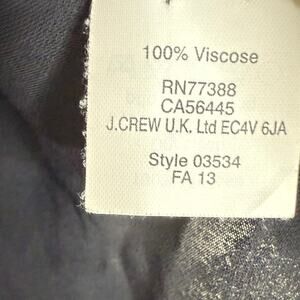 100% Viscose
RN77388
CA56445
J.CREW U.K. Ltd EC4V 6JA
Style 03534
FA 13